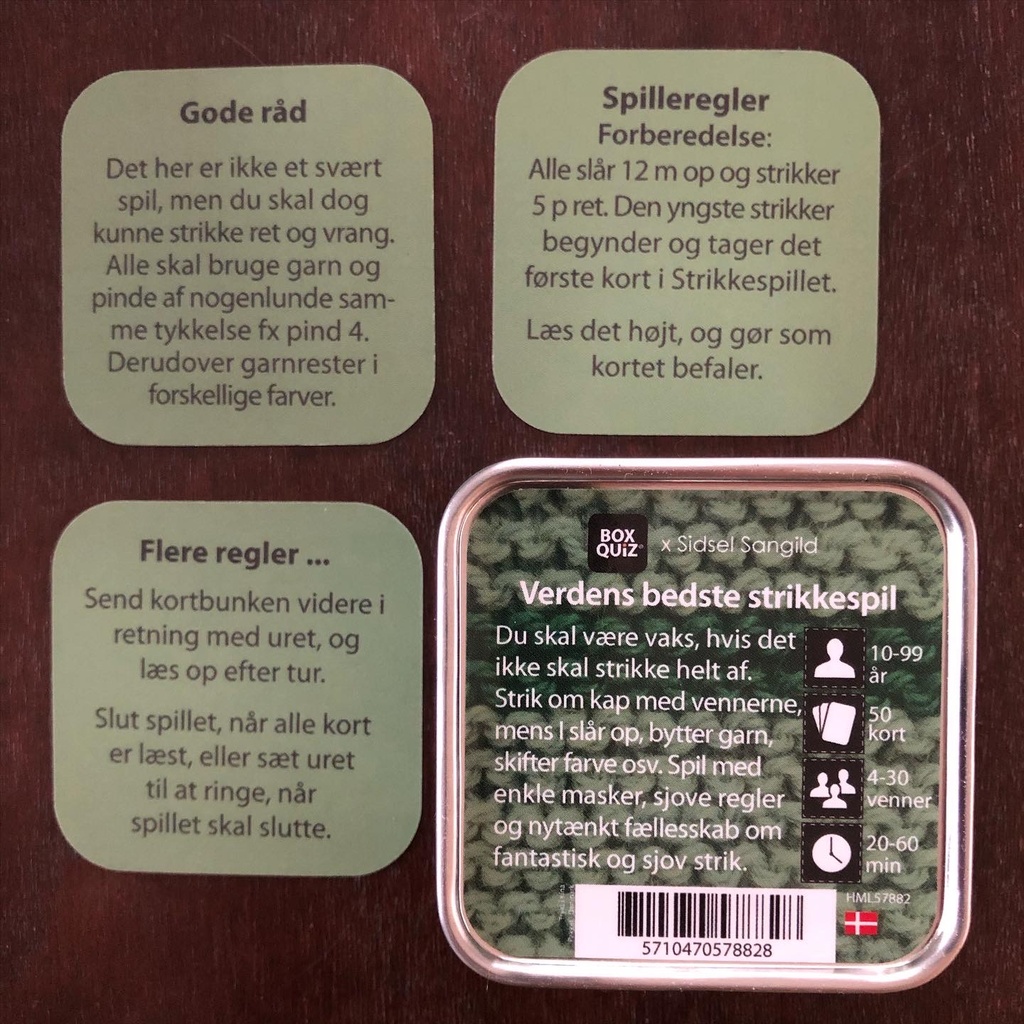 Gode råd
Det her er ikke et svært
spil, men du skal dog
kunne strikke ret og vrang.
Alle skal bruge garn og
pinde af nogenlunde sam-
me tykkelse fx pind 4.
Derudover garnrester i
forskellige farver.
Spilleregler
Forberedelse:
Alle slår 12 m op og strikker
5 p ret. Den yngste strikker
begynder og tager det
første kort i Strikkespillet.
Læs det højt, og gør som
kortet befaler.
Flere regler ...
Send kortbunken videre i
retning med uret, og
læs op efter tur.
Slut spillet, når alle kort
er læst, eller sæt uret
til at ringe, når
spillet skal slutte.
BOX
QUiZ® x Sidsel Sangild
Verdens bedste strikkespil
Du skal være vaks, hvis det
ikke skal strikke helt af.
Strik om kap med vennerne,
mens I slår op, bytter garn,
skifter farve osv. Spil med
enkle masker, sjove regler
og nytænkt fællesskab om
fantastisk og sjov strik.
10-99
år
50
kort
4-30
venner
20-60
min
HML57882
5710470578828